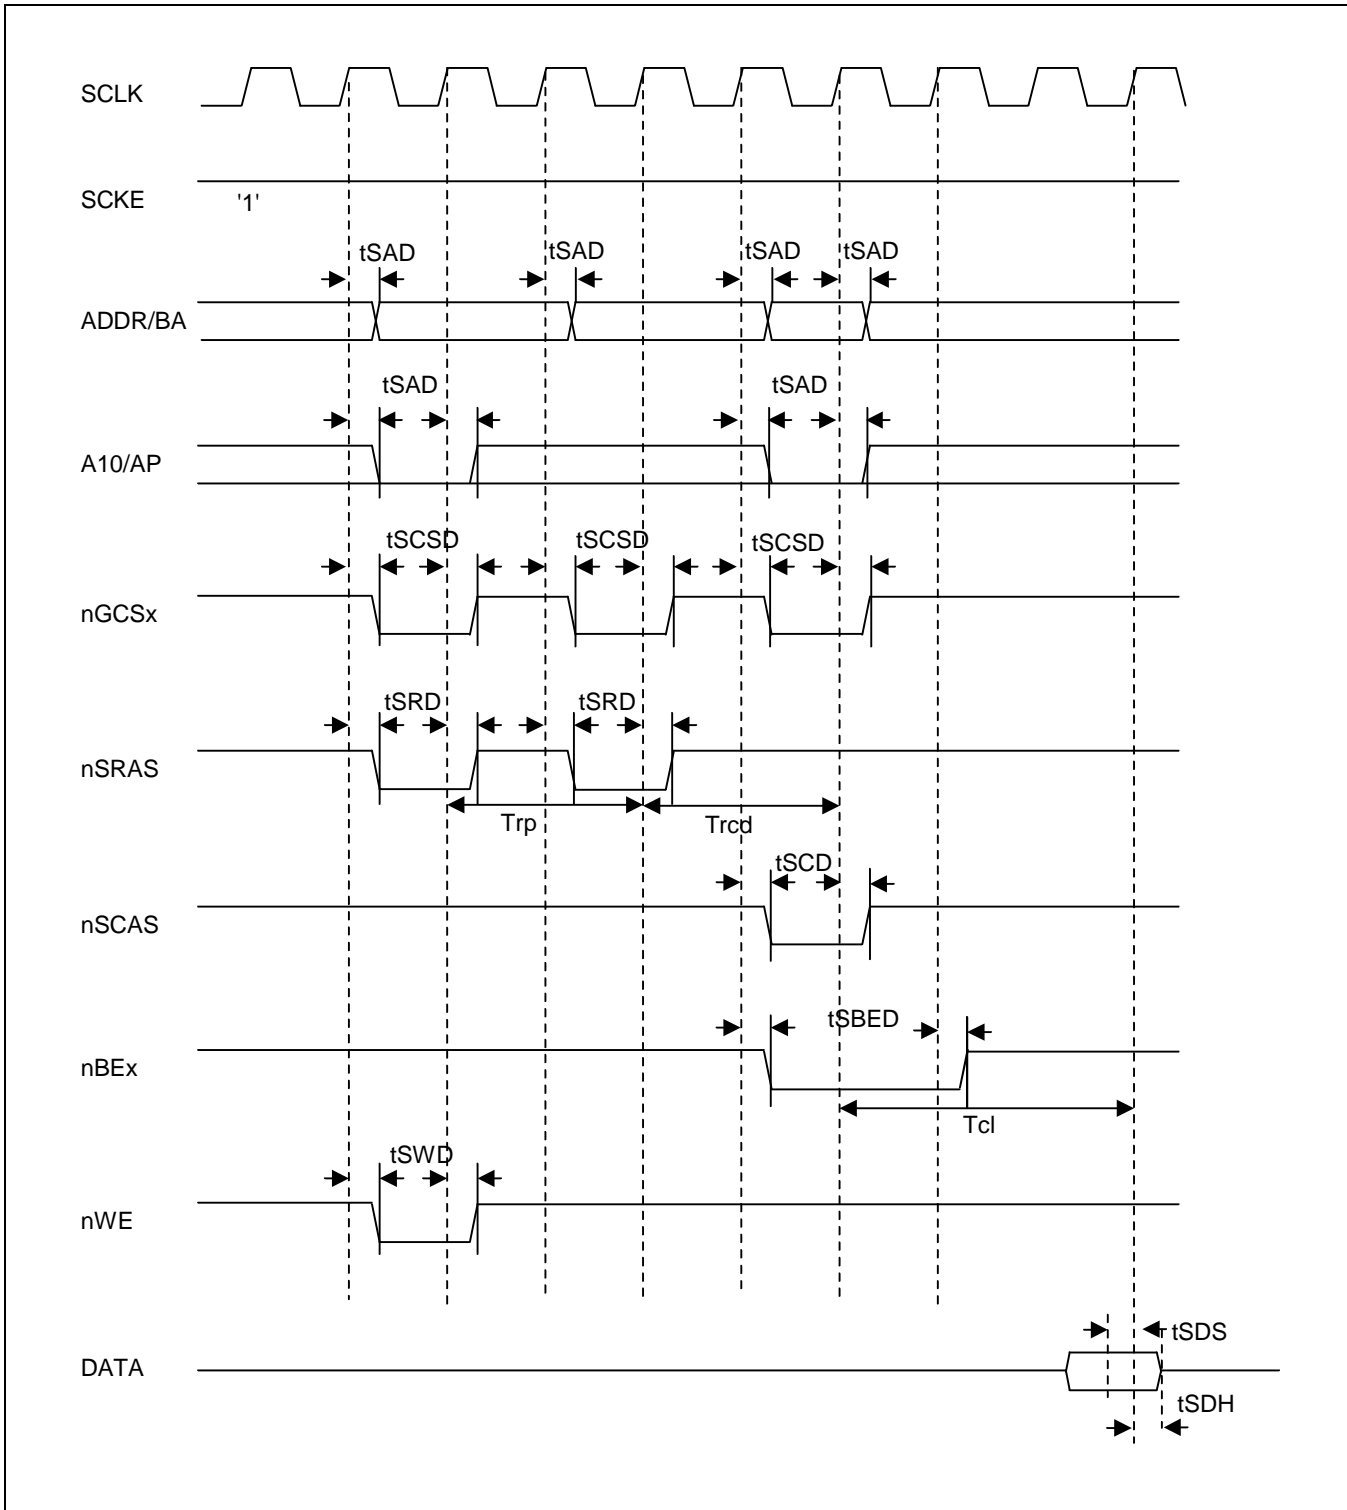 SCLK
SCKE '1'
tSAD tSAD tSAD tSAD
ADDR/BA
tSAD tSAD
A10/AP
tSCSD tSCSD tSCSD
nGCSx
tSRD tSRD
nSRAS
Trp Trcd
tSCD
nSCAS
tSBED
nBEx
Tcl
tSWD
nWE
tSDS
DATA
tSDH